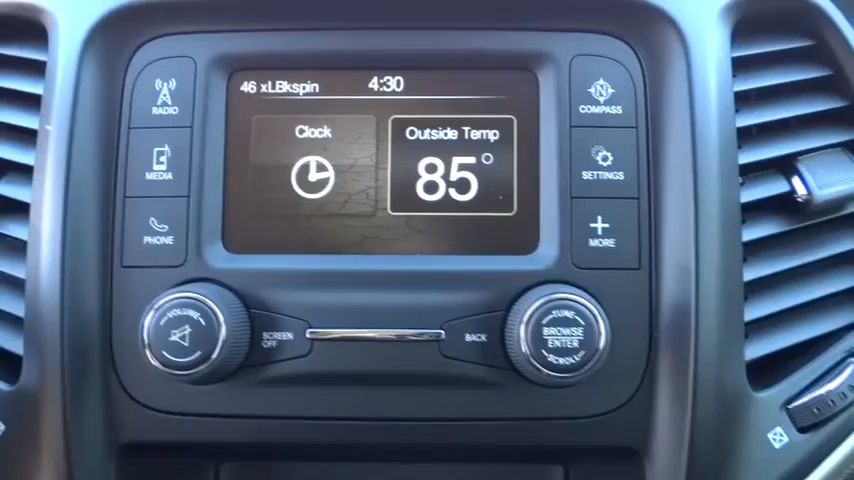 46 xLBkspin 4:30
RADIO
MEDIA
PHONE
Clock
Outside Temp
85°
N
COMPASS
SETTINGS
MORE
VOLUME
SCREEN
OFF
BACK
TUNE
BROWSE
ENTER
SCROLL